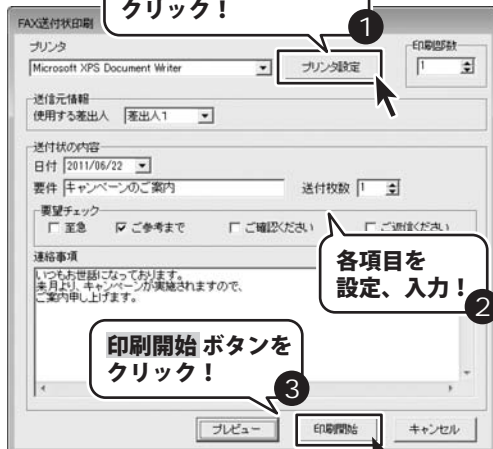 クリック！
1
FAX送付状印刷
プリンタ
印刷部数
Microsoft XPS Document Writer
プリンタ設定
1
送信元情報
使用する差出人 差出人1
送付状の内容
日付 2011/06/22
要件 キャンペーンのご案内 送付枚数 1
要望チェック
至急 ご参考まで ご確認ください ご返信ください
連絡事項
いつもお世話になっております。
来月より、キャンペーンが実施されますので、
ご案内申し上げます。
各項目を
設定、入力！
2
印刷開始 ボタンを
クリック！
3
プレビュー 印刷開始 キャンセル